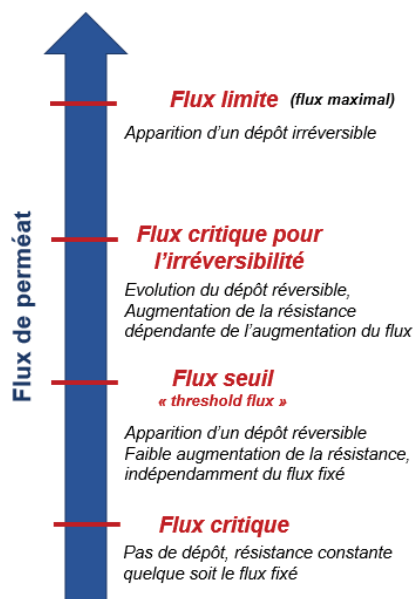 Flux de perméat
Flux limite (flux maximal)
Apparition d'un dépôt irréversible
Flux critique pour
l'irréversibilité
Evolution du dépôt réversible,
Augmentation de la résistance
dépendante de l'augmentation du flux
Flux seuil
« threshold flux »
Apparition d'un dépôt réversible
Faible augmentation de la résistance,
indépendamment du flux fixé
Flux critique
Pas de dépôt, résistance constante
quelque soit le flux fixé